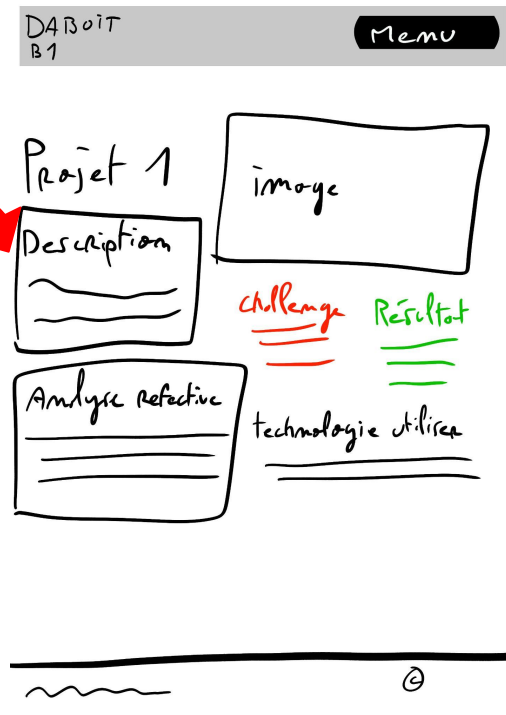 DABOIT
B1
Menu
Projet 1
image
Description
Challenge
Résultat
Analyse refective
technologie utiliser
©